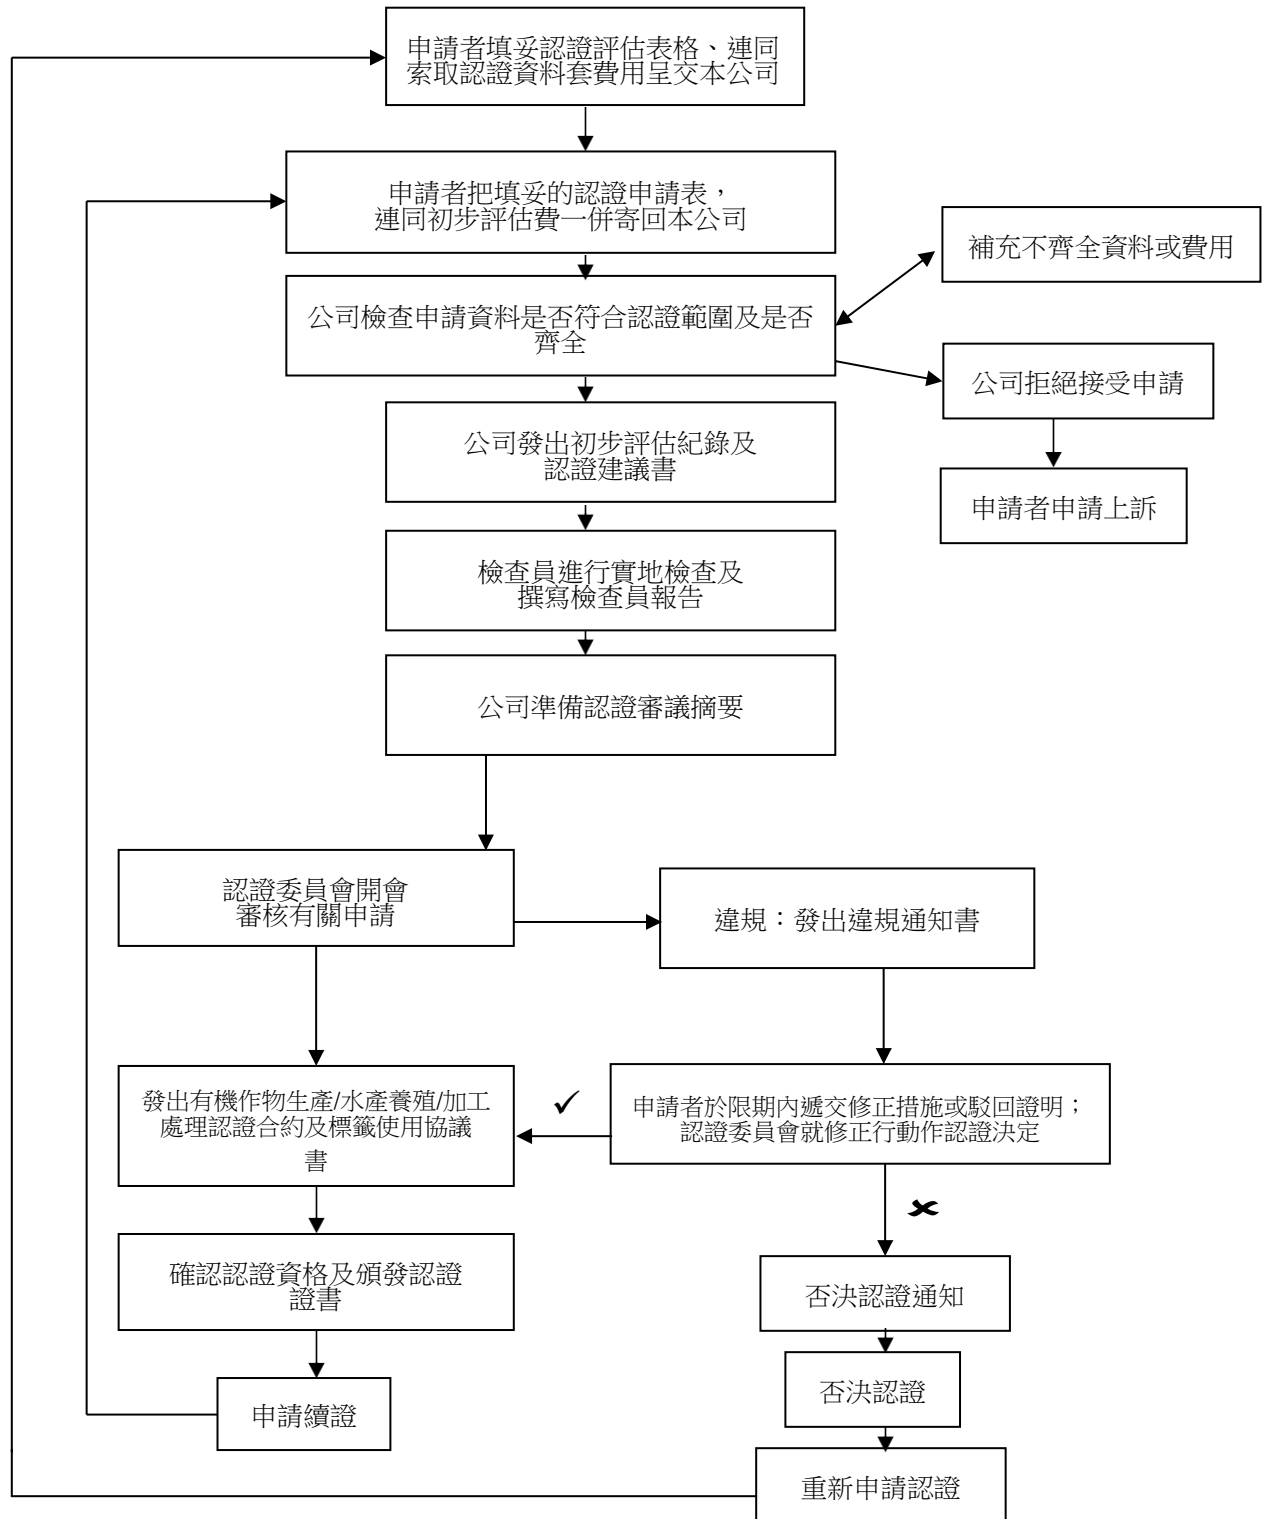 申請者填妥認證評估表格、連同
索取認證資料套費用呈交本公司
申請者把填妥的認證申請表，
連同初步評估費一併寄回本公司
補充不齊全資料或費用
公司檢查申請資料是否符合認證範圍及是否
齊全
公司拒絕接受申請
公司發出初步評估紀錄及
認證建議書
申請者申請上訴
檢查員進行實地檢查及
撰寫檢查員報告
公司準備認證審議摘要
認證委員會開會
審核有關申請
違規：發出違規通知書
發出有機作物生產/水產養殖/加工
處理認證合約及標籤使用協議
書
✓
申請者於限期內遞交修正措施或駁回證明；
認證委員會就修正行動作認證決定
✗
確認認證資格及頒發認證
證書
否決認證通知
否決認證
申請續證
重新申請認證